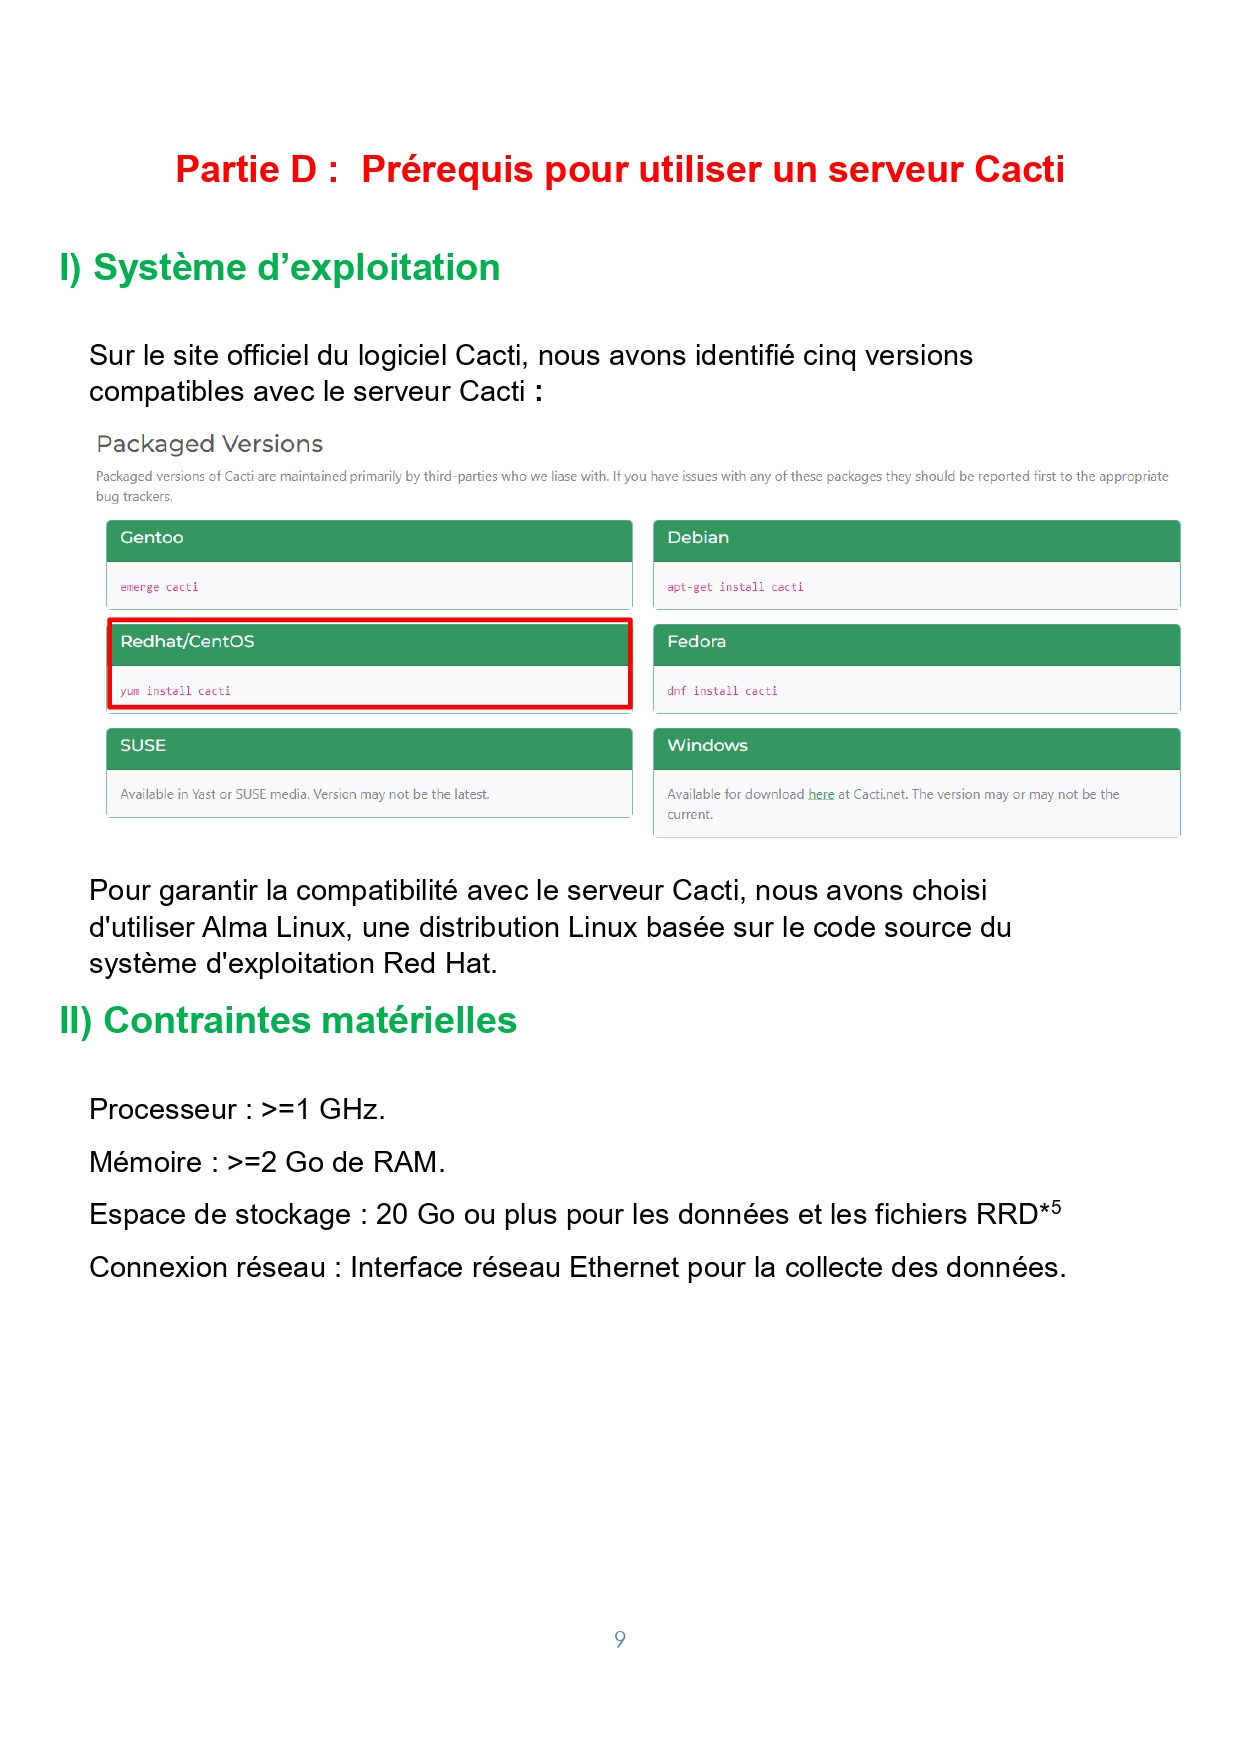 Partie D :  Prérequis pour utiliser un serveur Cacti
I) Système d’exploitation
Sur le site officiel du logiciel Cacti, nous avons identifié cinq versions
compatibles avec le serveur Cacti :
Packaged Versions
Packaged versions of Cacti are maintained primarily by third-parties who we liase with. If you have issues with any of these packages they should be reported first to the appropriate
bug trackers.
Gentoo
emerge cacti
Debian
apt-get install cacti
Redhat/CentOS
yum install cacti
Fedora
dnf install cacti
SUSE
Available in Yast or SUSE media. Version may not be the latest.
Windows
Available for download here at Cacti.net. The version may or may not be the
current.
Pour garantir la compatibilité avec le serveur Cacti, nous avons choisi
d'utiliser Alma Linux, une distribution Linux basée sur le code source du
système d'exploitation Red Hat.
II) Contraintes matérielles
Processeur : >=1 GHz.
Mémoire : >=2 Go de RAM.
Espace de stockage : 20 Go ou plus pour les données et les fichiers RRD*5
Connexion réseau : Interface réseau Ethernet pour la collecte des données.
9